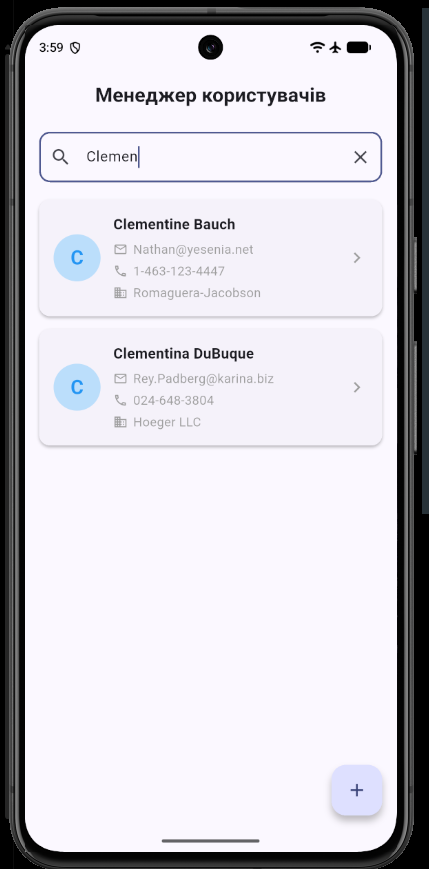 3:59
Менеджер користувачів
Clemen
Clementine Bauch
C
Nathan@yesenia.net
1-463-123-4447
Romaguera-Jacobson
Clementina DuBuque
C
Rey.Padberg@karina.biz
024-648-3804
Hoeger LLC
+